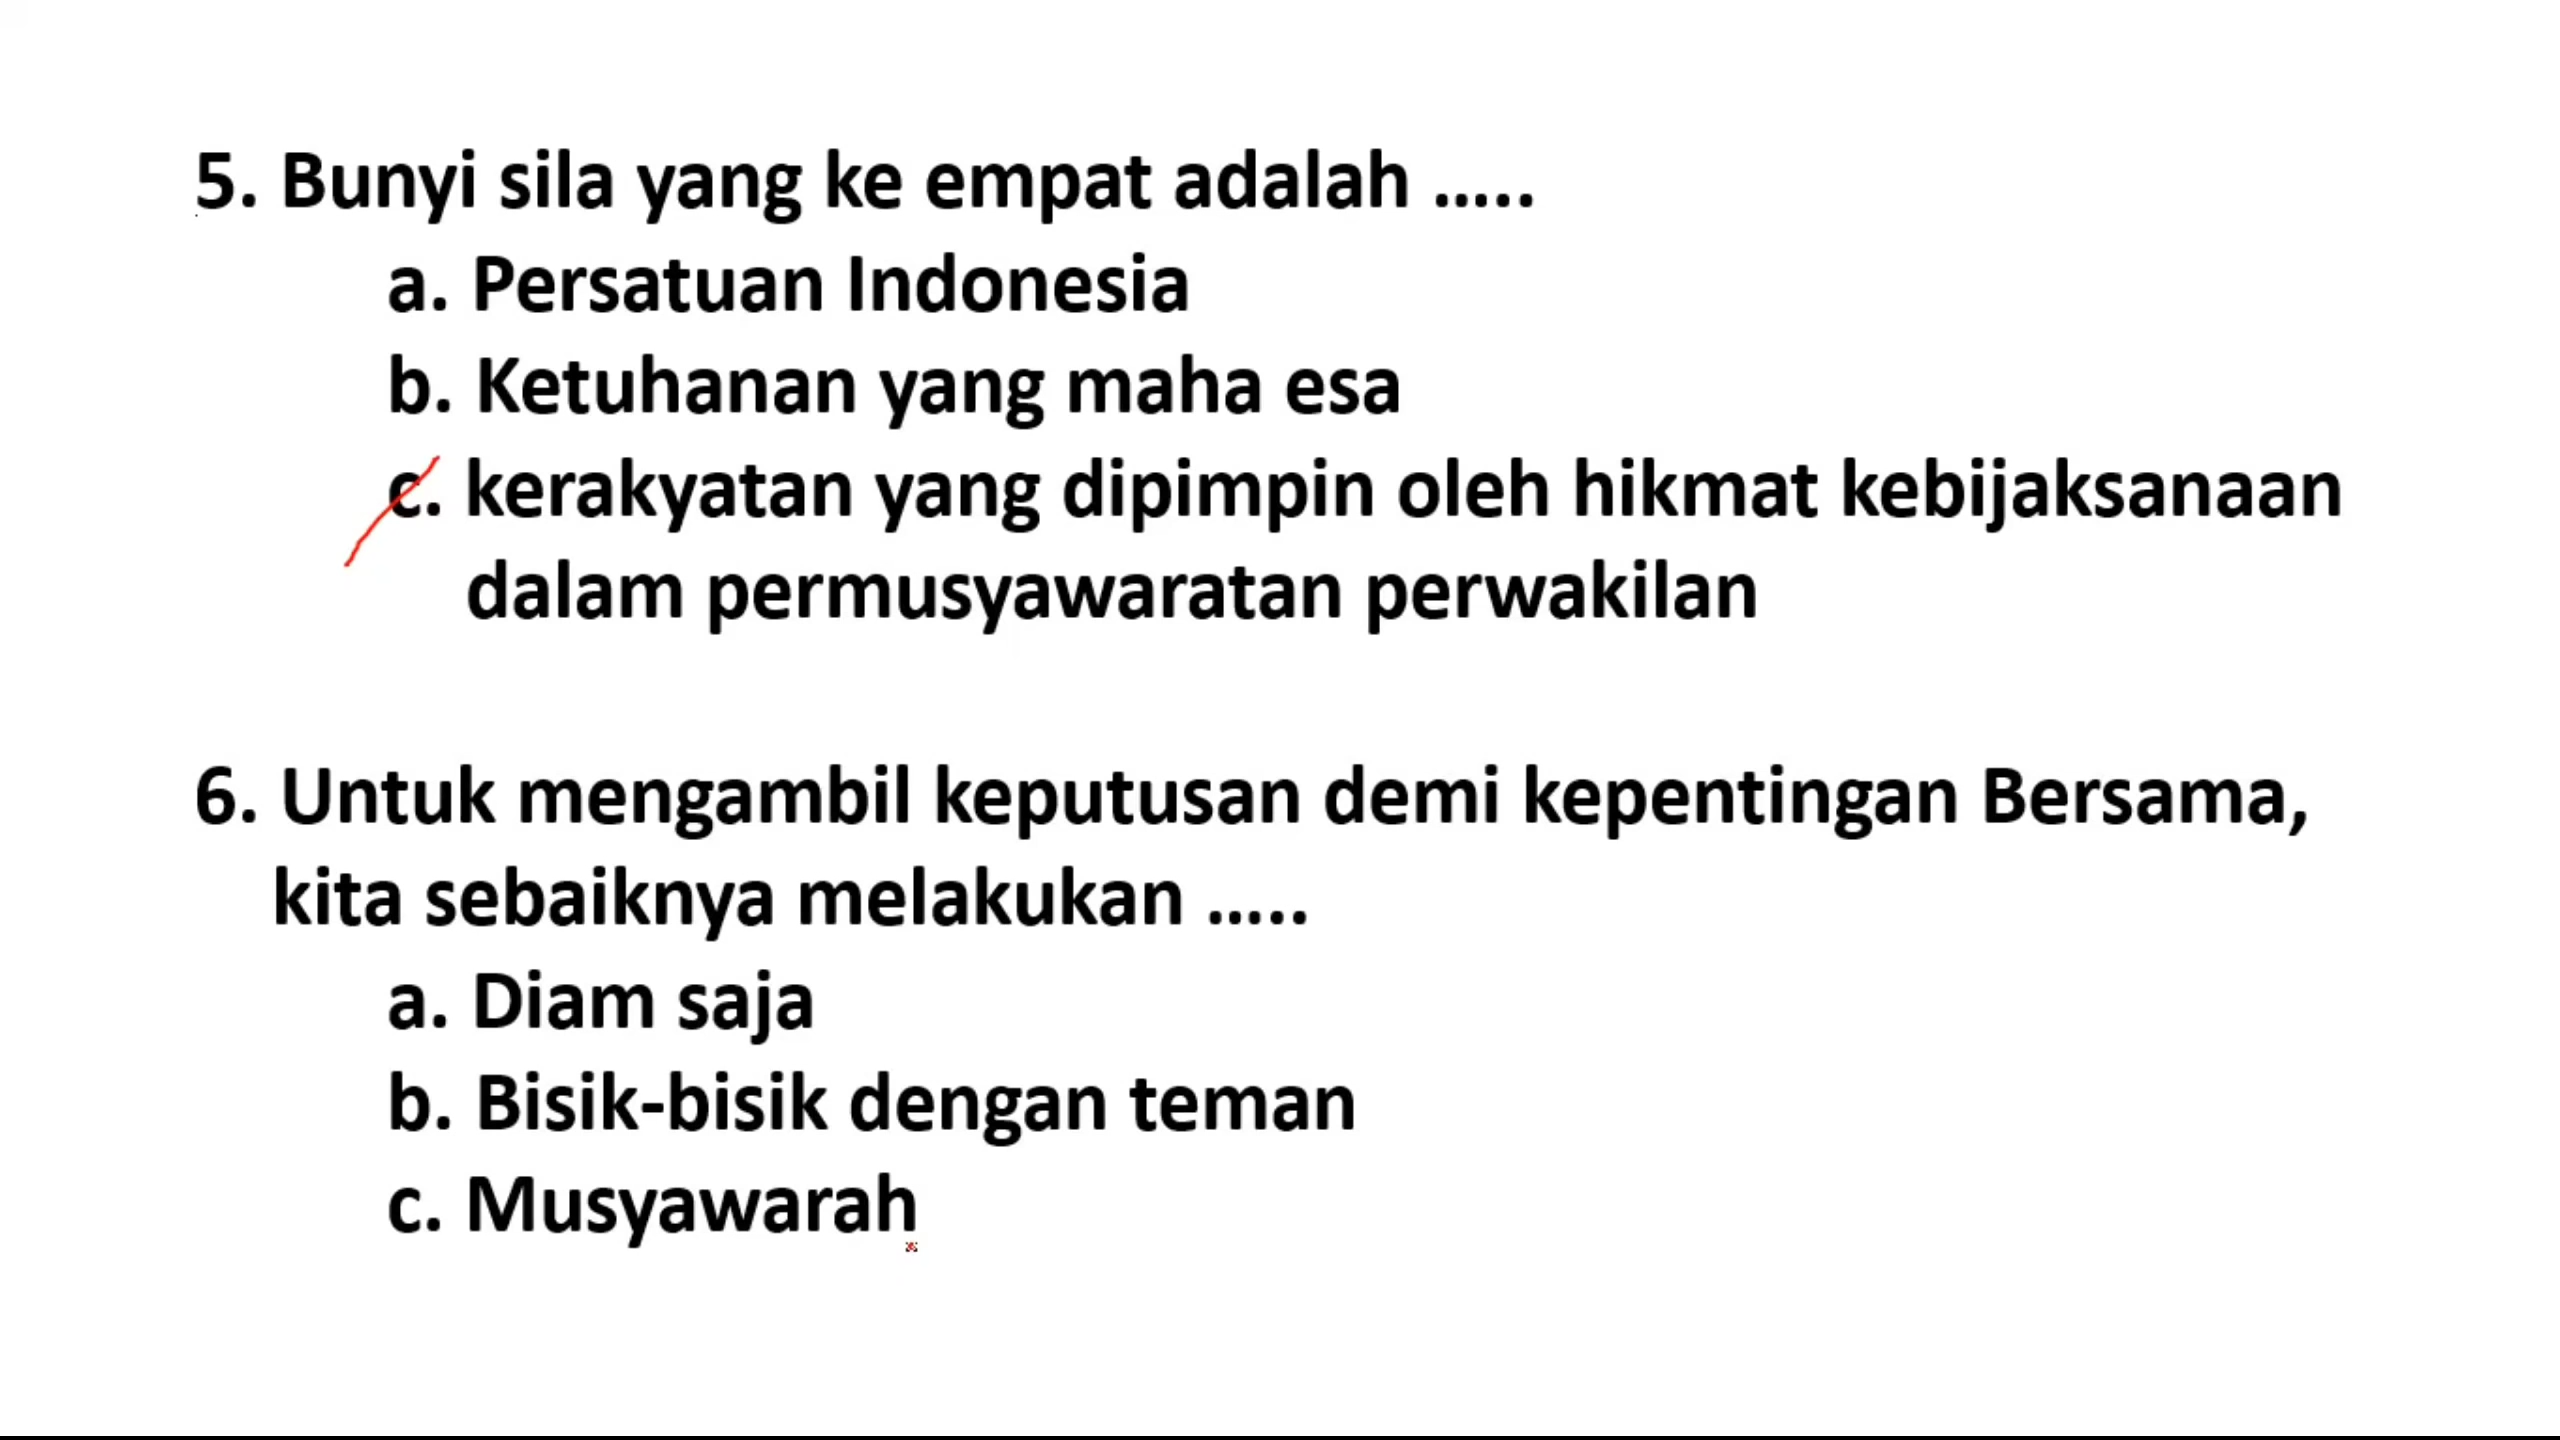 5. Bunyi sila yang ke empat adalah .....
a. Persatuan Indonesia
b. Ketuhanan yang maha esa
c. kerakyatan yang dipimpin oleh hikmat kebijaksanaan
dalam permusyawaratan perwakilan
6. Untuk mengambil keputusan demi kepentingan Bersama,
kita sebaiknya melakukan .....
a. Diam saja
b. Bisik-bisik dengan teman
c. Musyawarah